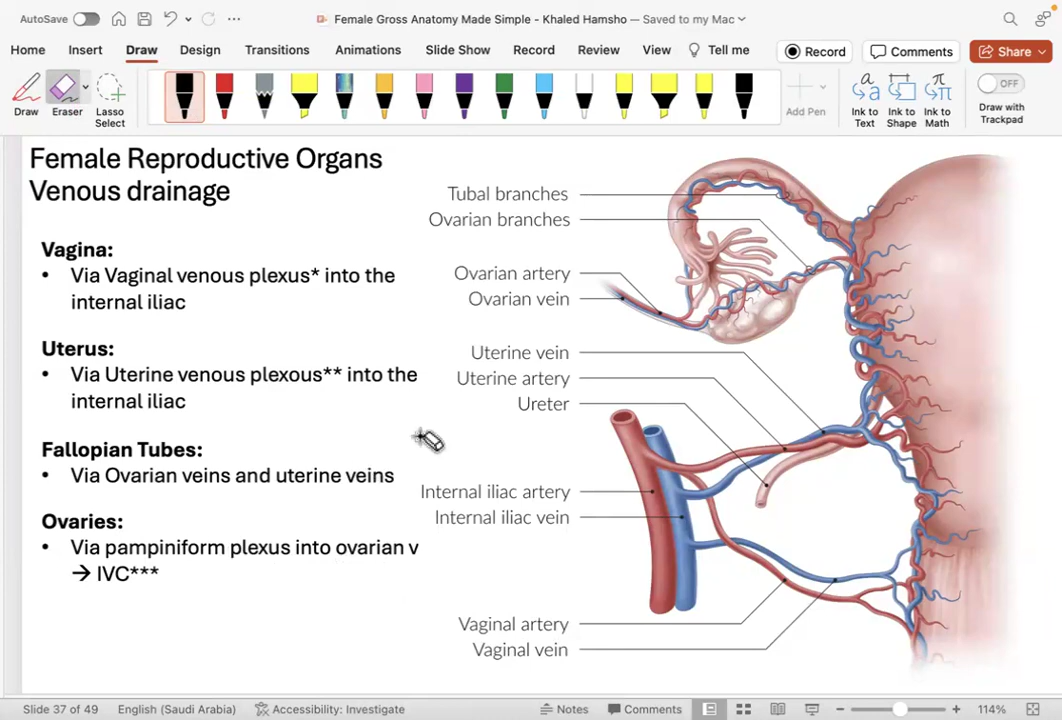 AutoSave
Female Gross Anatomy Made Simple - Khaled Hamsho — Saved to my Mac
Home Insert Draw Design Transitions Animations Slide Show Record Review View Tell me
Record Comments Share
Draw Eraser Lasso Select
Add Pen
Ink to Text Ink to Shape Ink to Math
OFF
Draw with Trackpad
Female Reproductive Organs
Venous drainage
Vagina:
• Via Vaginal venous plexus* into the
internal iliac
Uterus:
• Via Uterine venous plexous** into the
internal iliac
Fallopian Tubes:
• Via Ovarian veins and uterine veins
Ovaries:
• Via pampiniform plexus into ovarian v
→ IVC***
Tubal branches
Ovarian branches
Ovarian artery
Ovarian vein
Uterine vein
Uterine artery
Ureter
Internal iliac artery
Internal iliac vein
Vaginal artery
Vaginal vein
Slide 37 of 49 English (Saudi Arabia) Accessibility: Investigate Notes Comments 114%